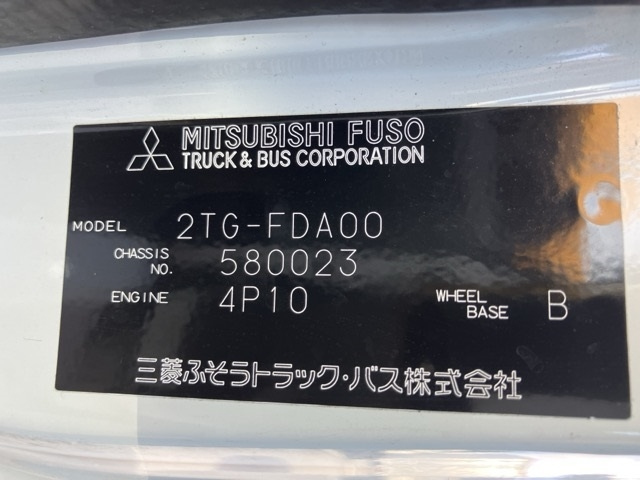 MITSUBISHI FUSO
TRUCK & BUS CORPORATION
MODEL 2TG-FDA00
CHASSIS NO. 580023
ENGINE 4P10 WHEEL BASE B
三菱ふそうトラック・バス株式会社